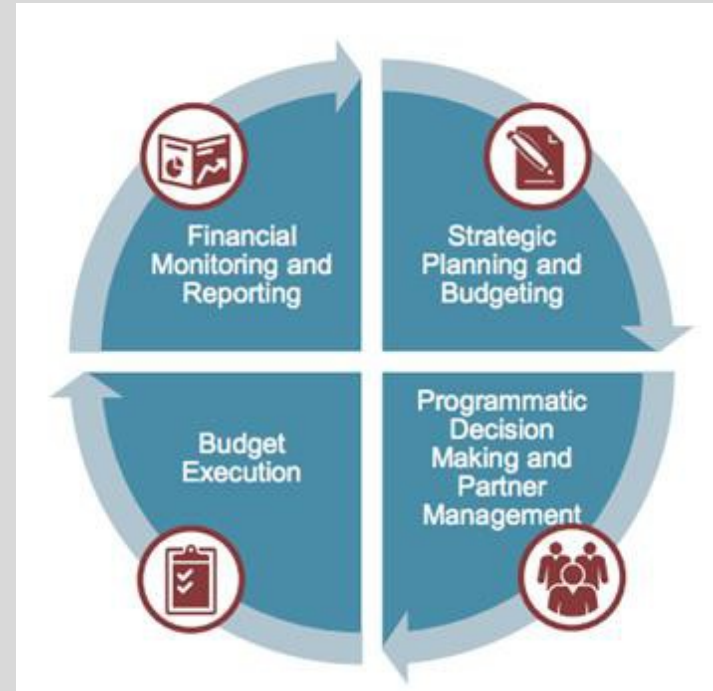 Financial
Monitoring and
Reporting
Strategic
Planning and
Budgeting
Budget
Execution
Programmatic
Decision
Making and
Partner
Management